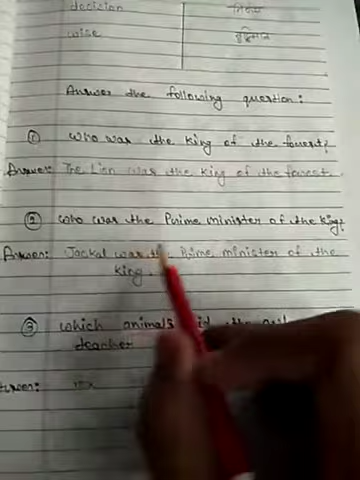 decision निर्णय
wise बुद्धिमान
Answer the following question:
① who was the king of the forest?
Answer: The Lion was the king of the forest.
② who was the Prime minister of the king?
Answer: Jackal was the Prime minister of the
king.
③ which animals
teacher